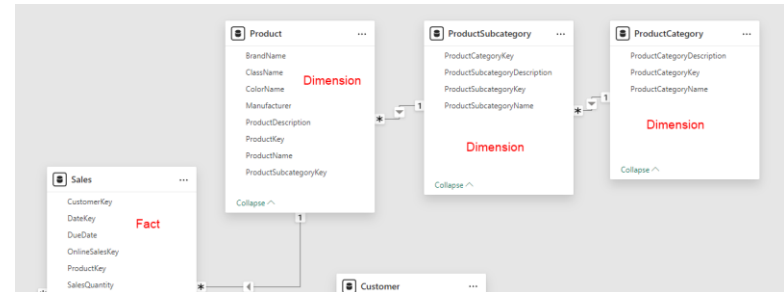 Product
BrandName
ClassName
ColorName
Manufacturer
ProductDescription
ProductKey
ProductName
ProductSubcategoryKey
Collapse
Dimension
1
*
1
ProductSubcategory
ProductCategoryKey
ProductSubcategoryDescription
ProductSubcategoryKey
ProductSubcategoryName
Dimension
Collapse
*
1
ProductCategory
ProductCategoryDescription
ProductCategoryKey
ProductCategoryName
Dimension
Collapse
Sales
CustomerKey
DateKey
DueDate
OnlineSalesKey
ProductKey
SalesQuantity
Fact
*
*
Customer